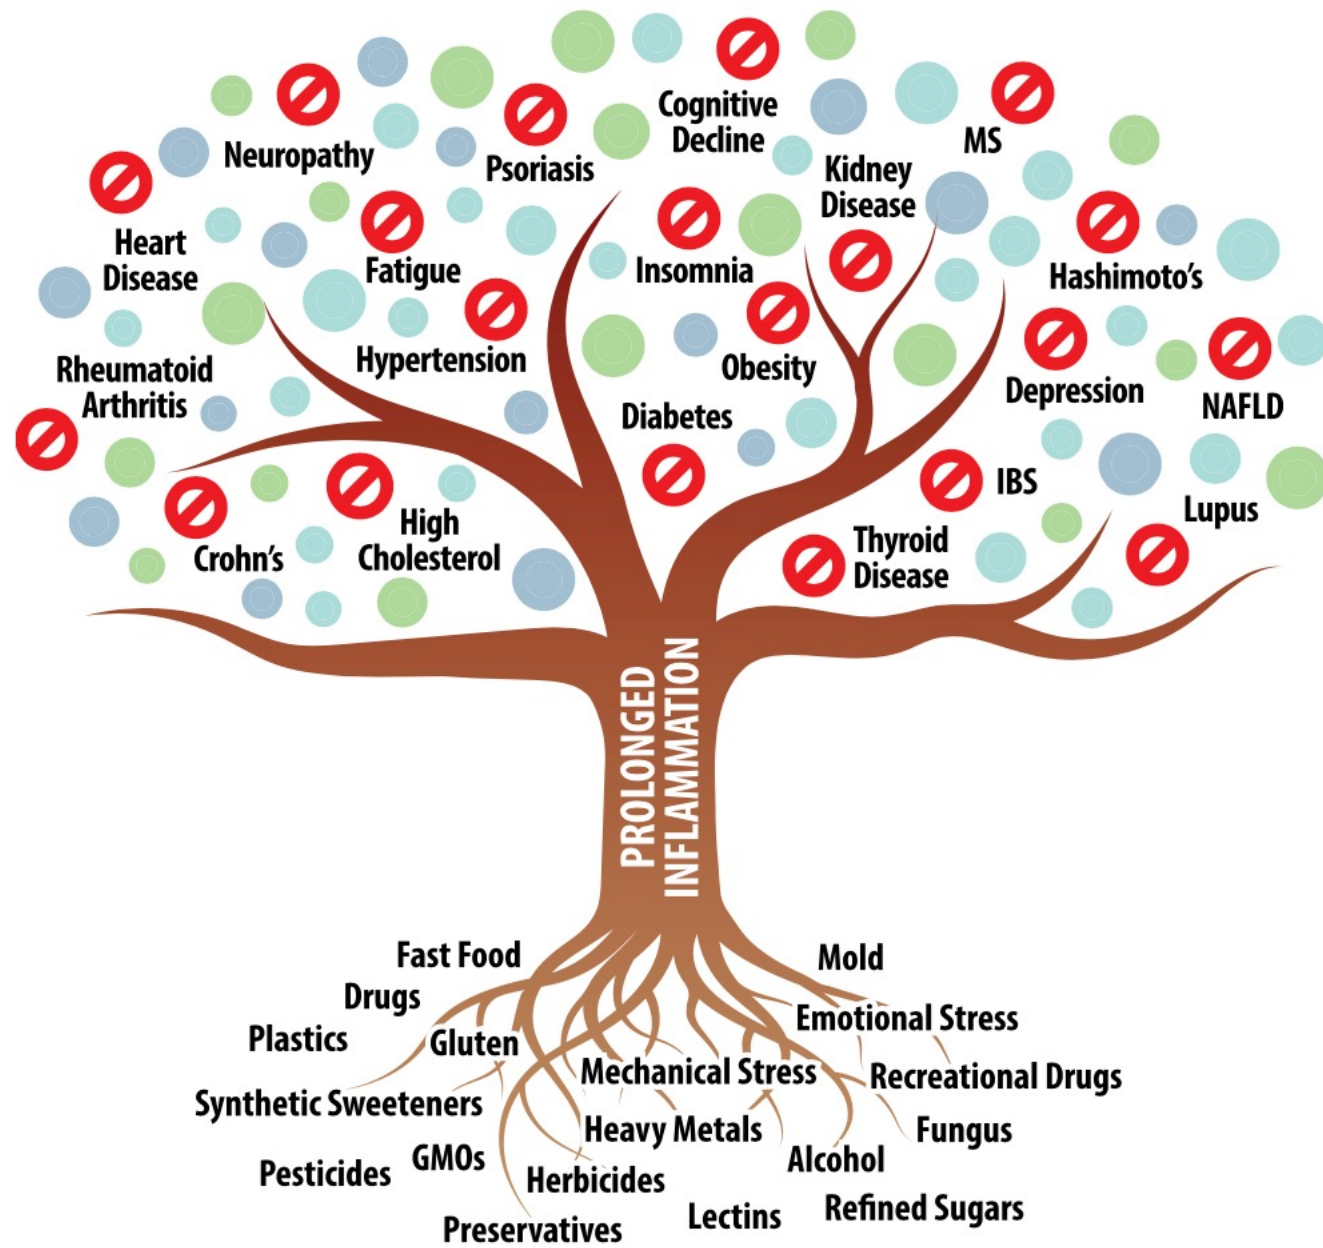 Cognitive
Decline
MS
Neuropathy
Psoriasis
Kidney
Disease
Heart
Disease
Fatigue
Insomnia
Hashimoto's
Hypertension
Obesity
Rheumatoid
Arthritis
Depression
NAFLD
Diabetes
IBS
Lupus
High
Cholesterol
Crohn's
Thyroid
Disease
PROLONGED
INFLAMMATION
Fast Food
Mold
Drugs
Emotional Stress
Plastics
Gluten
Mechanical Stress
Recreational Drugs
Synthetic Sweeteners
Heavy Metals
Fungus
GMOs
Alcohol
Pesticides
Herbicides
Lectins
Refined Sugars
Preservatives